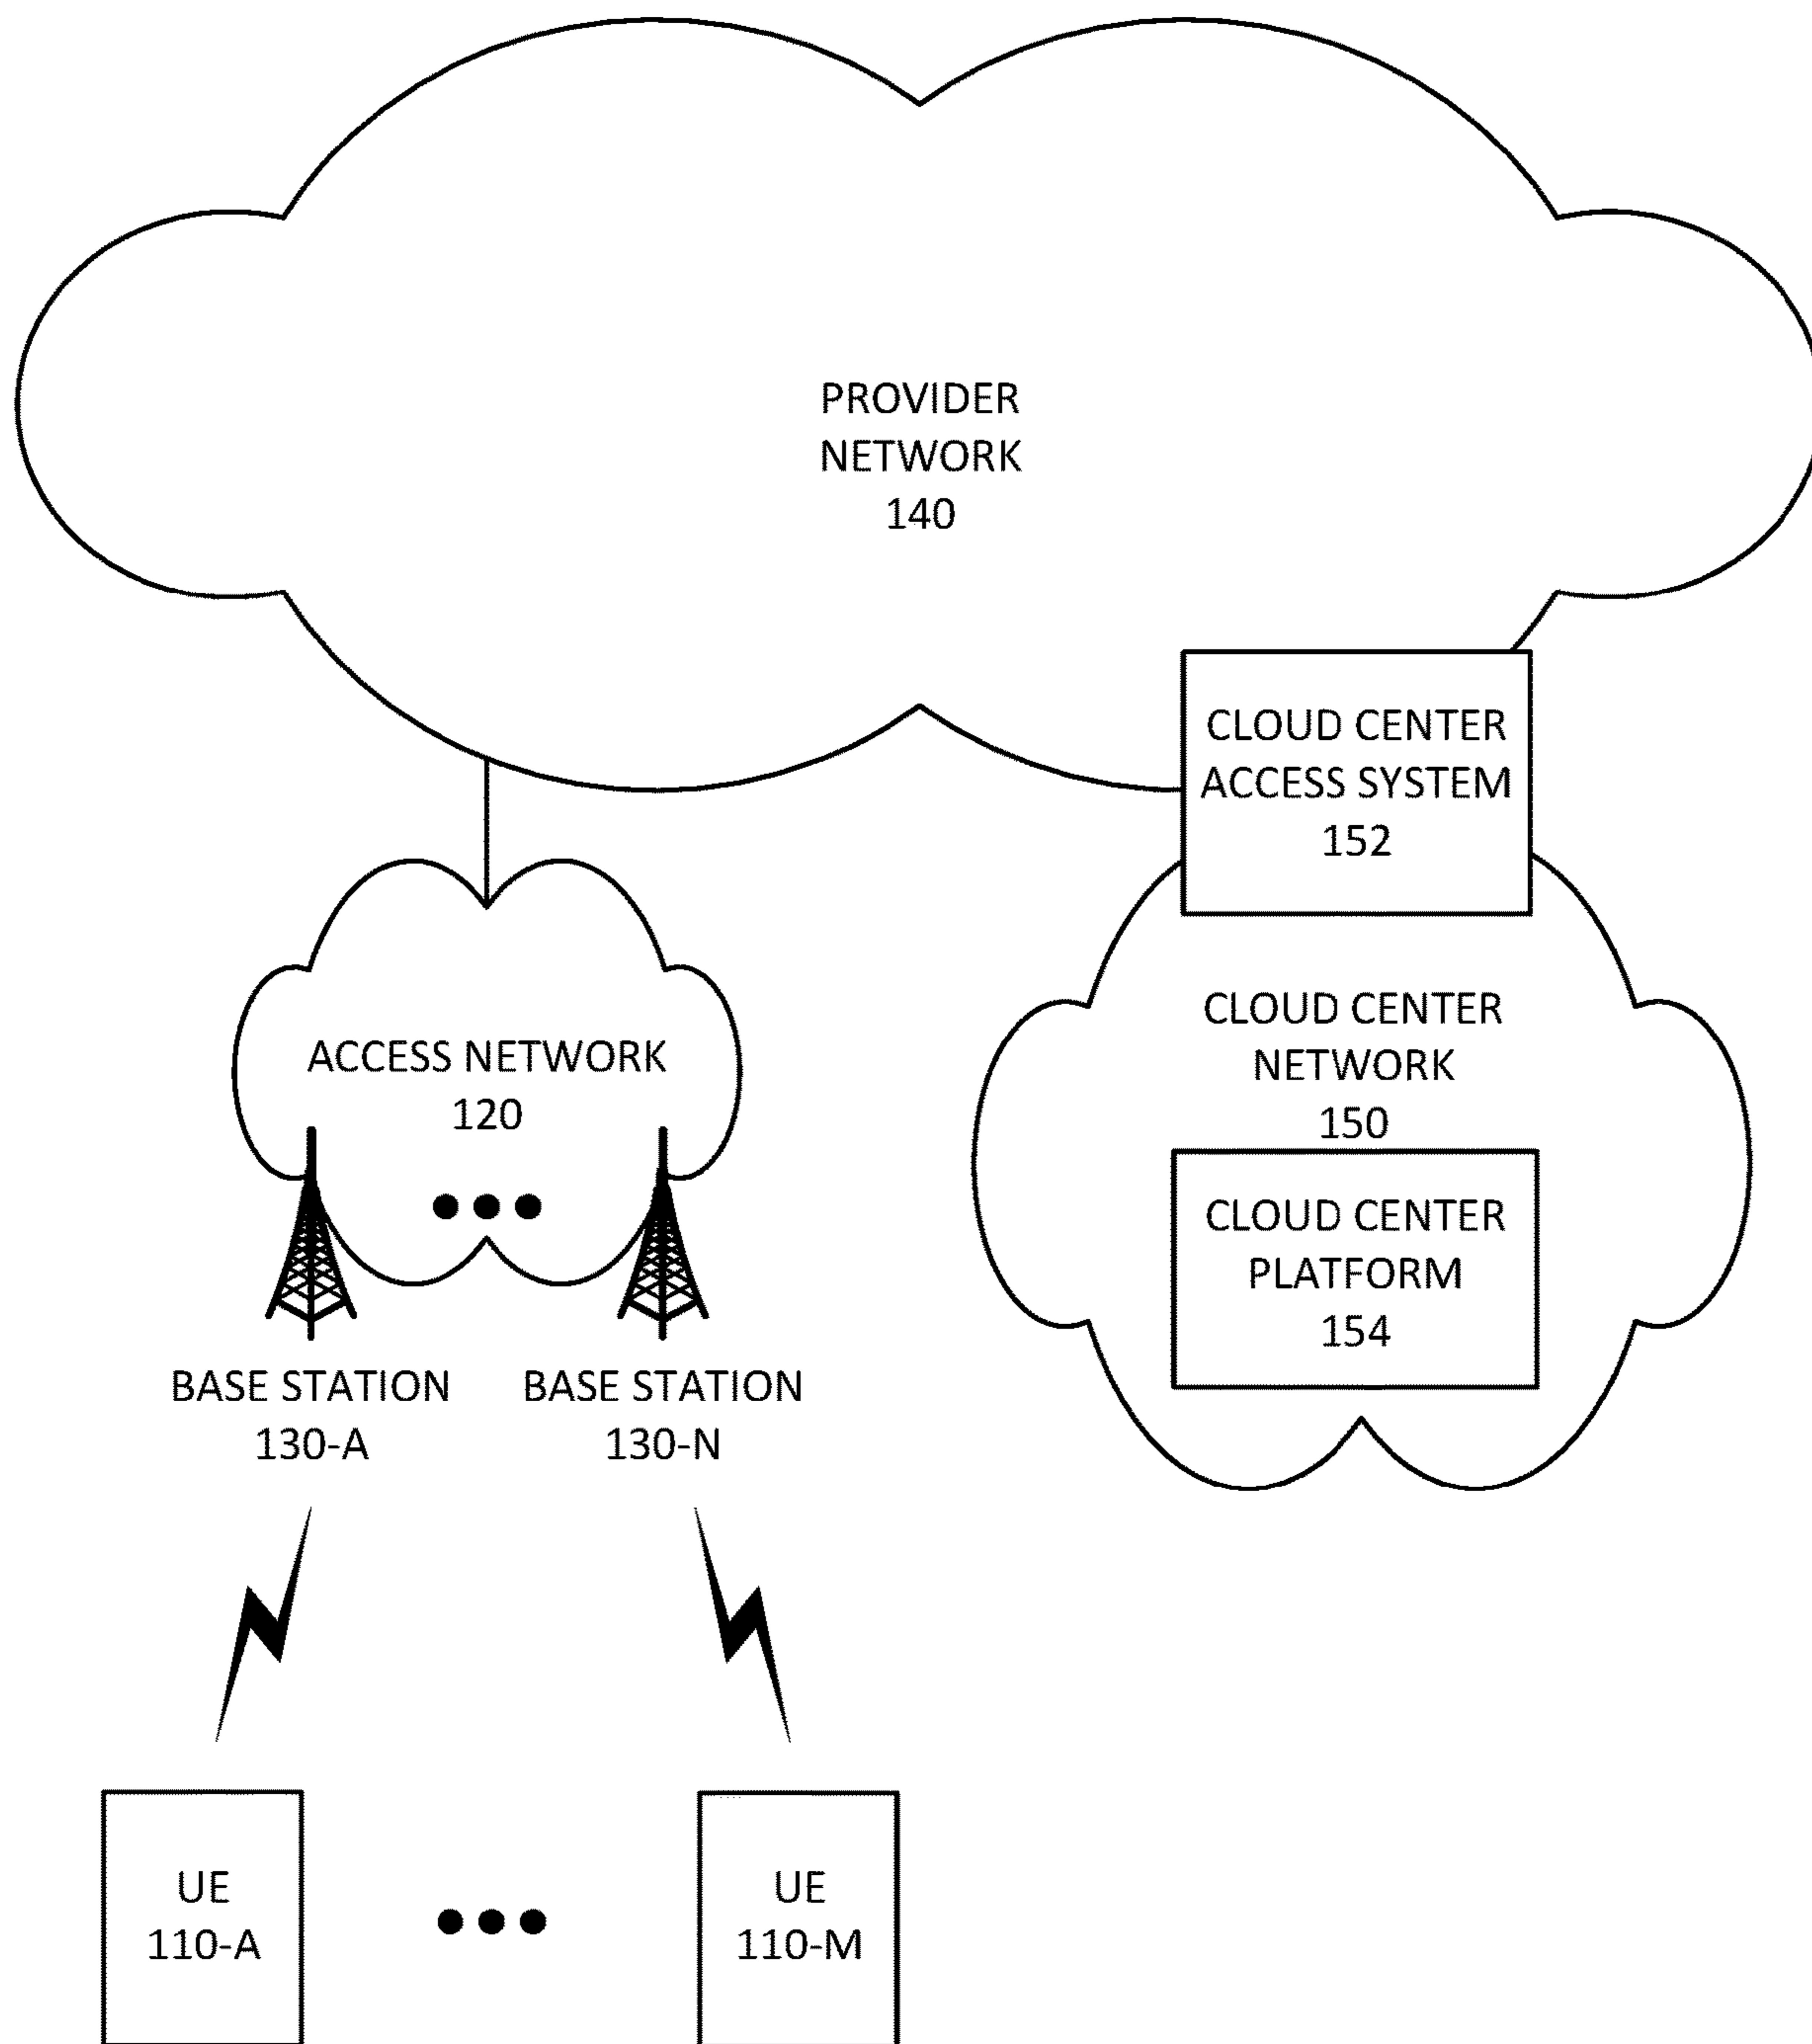 PROVIDER
NETWORK
140
CLOUD CENTER
ACCESS SYSTEM
152
ACCESS NETWORK
120
CLOUD CENTER
NETWORK
150
CLOUD CENTER
PLATFORM
154
BASE STATION
130-A
BASE STATION
130-N
UE
110-A
UE
110-M